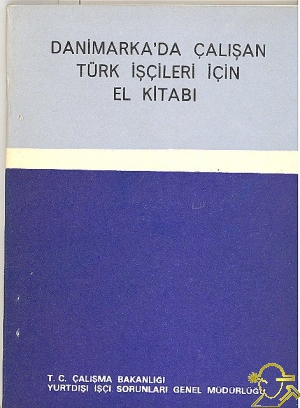 DANİMARKA'DA ÇALIŞAN
TÜRK İŞÇİLERİ İÇİN
EL KİTABI
T. C. ÇALIŞMA BAKANLIĞI
YURTDIŞI İŞÇİ SORUNLARI GENEL MÜDÜRLÜĞÜ